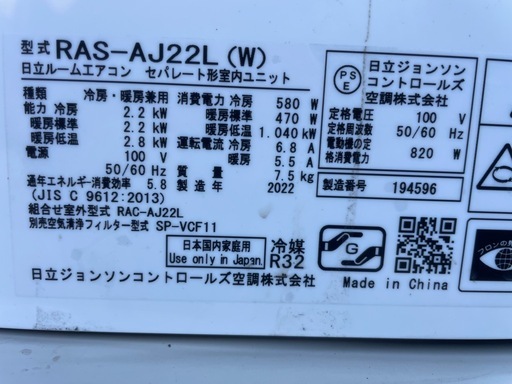 型式 RAS-AJ22L(W)
日立ルームエアコン セパレート形室内ユニット
種類 冷房・暖房兼用
能力 冷房 2.2 kW
暖房標準 2.2 kW
暖房低温 2.8 kW
電源 100 V
50/60 Hz
通年エネルギー消費効率 5.8
(JIS C 9612:2013)
組合せ室外型式 RAC-AJ22L
別売空気清浄フィルター型式 SP-VCF11
消費電力 冷房 580 W
暖房標準 470 W
暖房低温 1.040 kW
運転電流 冷房 6.8 A
暖房 5.5 A
質量 7.5 kg
製造年 2022
PS
E
日立ジョンソン
コントロールズ
空調株式会社
定格電圧 100 V
定格周波数 50/60 Hz
電動機の定
格消費電力 820 W
製造番号 194596
日本国内家庭用
Use only in Japan
冷媒
R32
G
日立ジョンソンコントロールズ空調株式会社
Made in China
フロンの